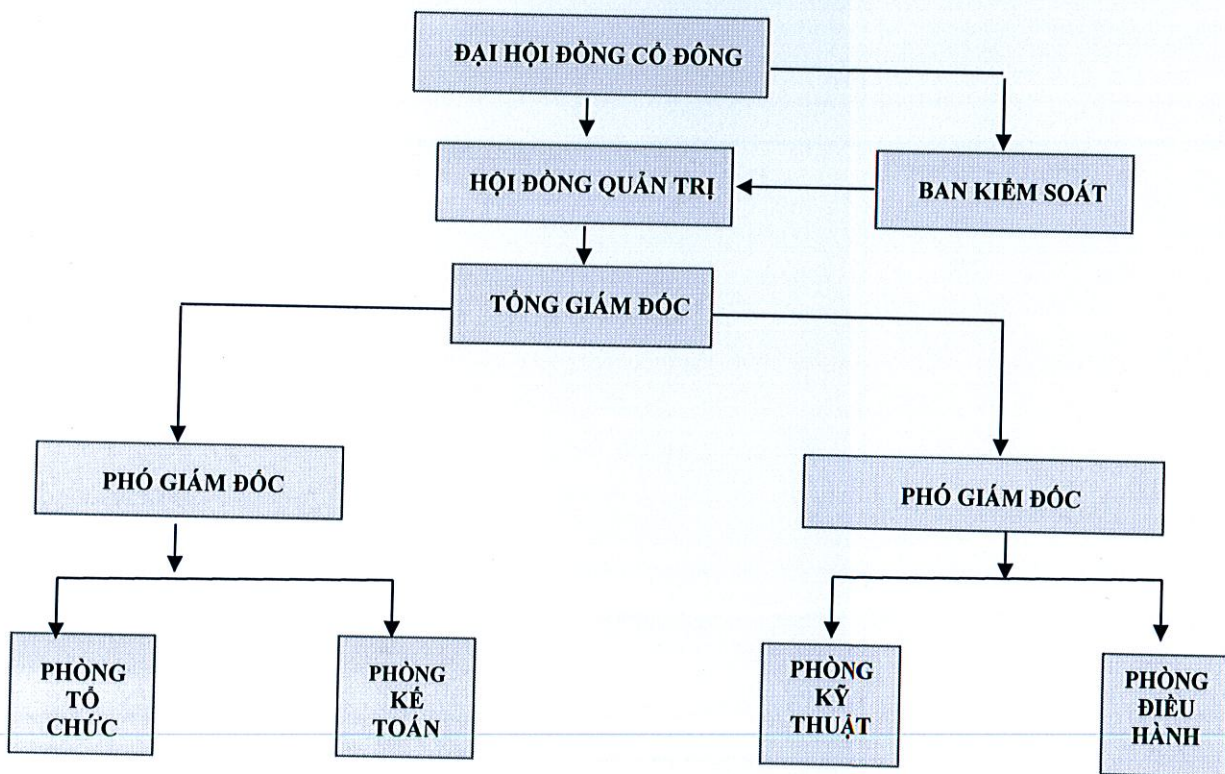 ĐẠI HỘI ĐỒNG CỔ ĐÔNG
HỘI ĐỒNG QUẢN TRỊ
BAN KIỂM SOÁT
TỔNG GIÁM ĐỐC
PHÓ GIÁM ĐỐC
PHÓ GIÁM ĐỐC
PHÒNG
TỔ
CHỨC
PHÒNG
KẾ
TOÁN
PHÒNG
KỸ
THUẬT
PHÒNG
ĐIỀU
HÀNH